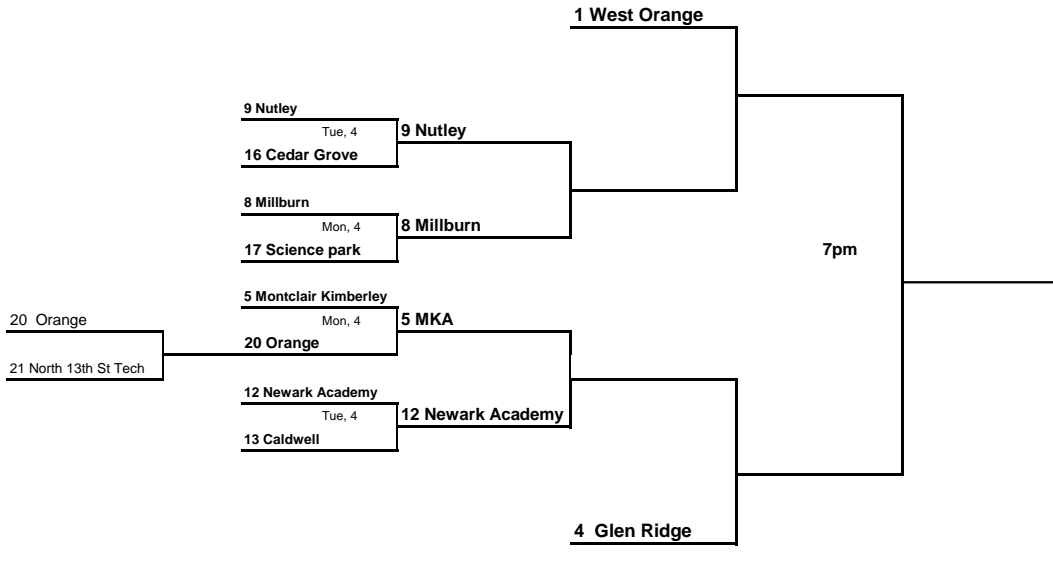 1 West Orange
9 Nutley
Tue, 4
9 Nutley
16 Cedar Grove
8 Millburn
Mon, 4
8 Millburn
17 Science park
7pm
5 Montclair Kimberley
20  Orange
Mon, 4
5 MKA
20 Orange
21 North 13th St Tech
12 Newark Academy
Tue, 4
12 Newark Academy
13 Caldwell
4  Glen Ridge